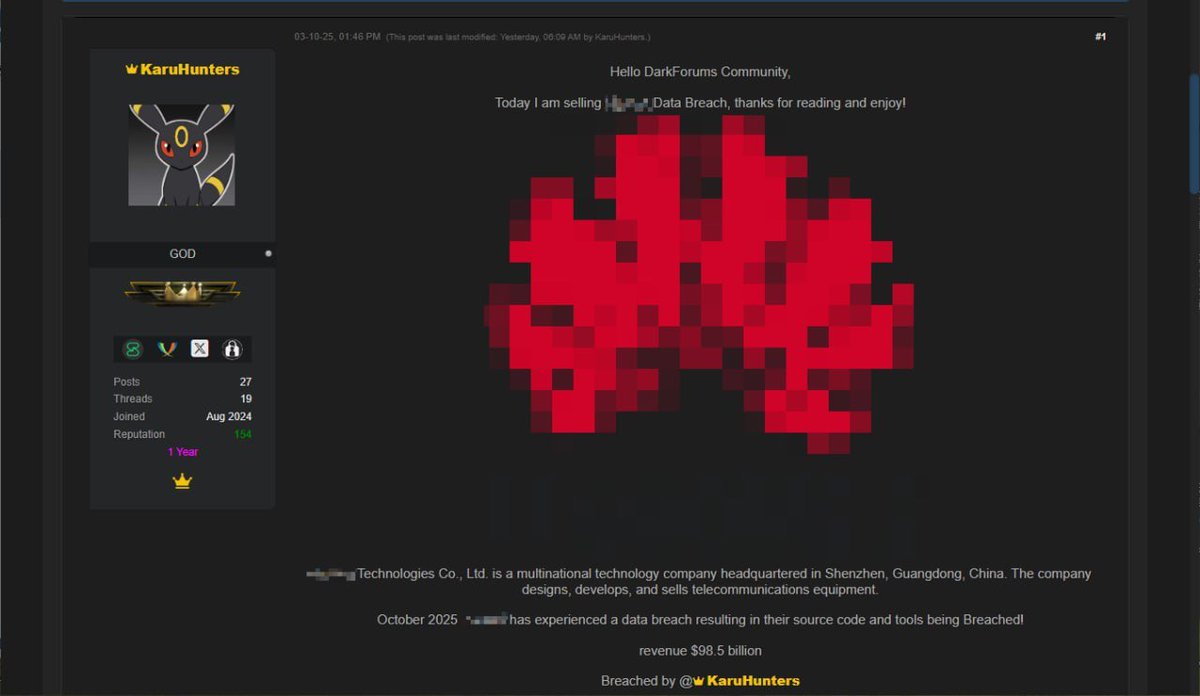 03-10-25, 01:46 PM (This post was last modified: Yesterday, 06:09 AM by KaruHunters.)
#1
KaruHunters
GOD
Posts 27
Threads 19
Joined Aug 2024
Reputation 154
1 Year
Hello DarkForums Community,
Today I am selling Data Breach, thanks for reading and enjoy!
Technologies Co., Ltd. is a multinational technology company headquartered in Shenzhen, Guangdong, China. The company
designs, develops, and sells telecommunications equipment.
October 2025 has experienced a data breach resulting in their source code and tools being Breached!
revenue $98.5 billion
Breached by @KaruHunters